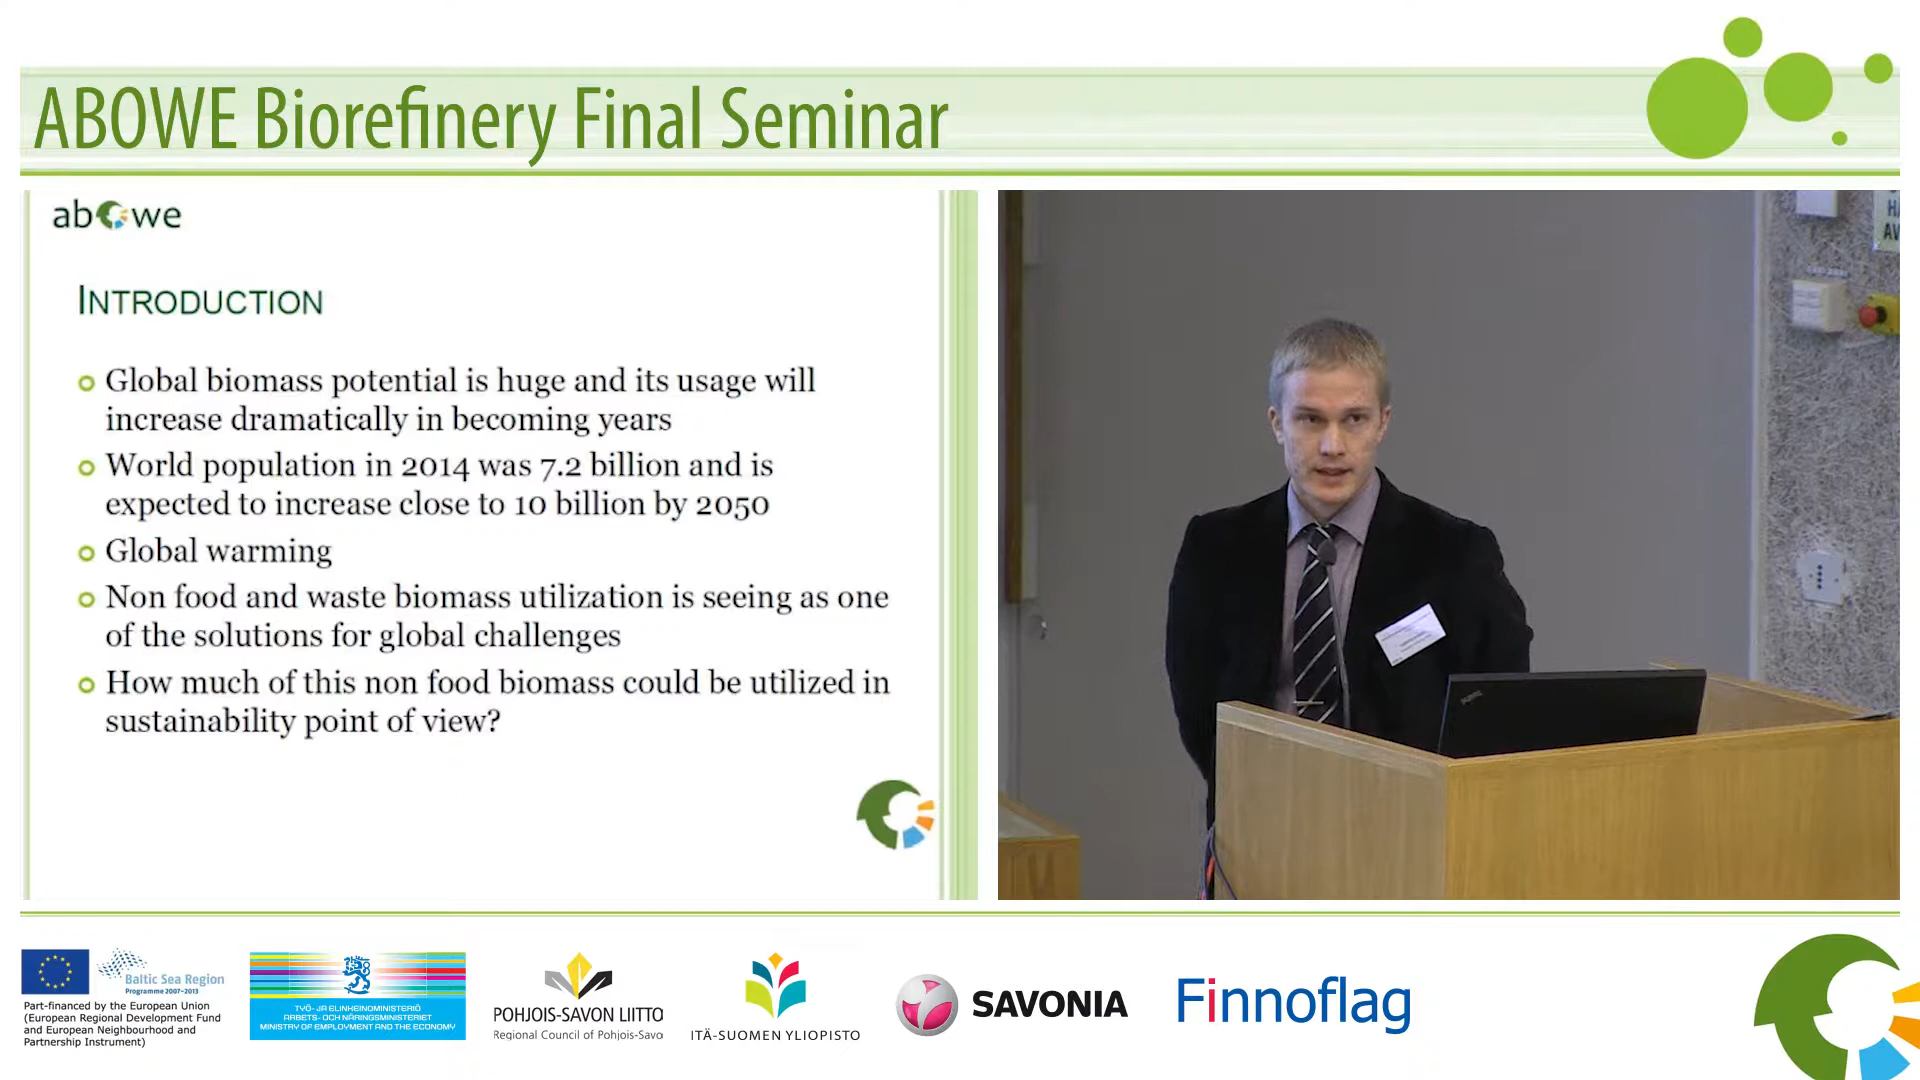 ABOWE Biorefinery Final Seminar
abowe
INTRODUCTION
Global biomass potential is huge and its usage will
increase dramatically in becoming years
World population in 2014 was 7.2 billion and is
expected to increase close to 10 billion by 2050
Global warming
Non food and waste biomass utilization is seeing as one
of the solutions for global challenges
How much of this non food biomass could be utilized in
sustainability point of view?
HA
AV
Baltic Sea Region
Programme 2007-2013
Part-financed by the European Union
(European Regional Development Fund
and European Neighbourhood and
Partnership Instrument)
TYÖ- JA ELINKEINOMINISTERIÖ
ARBETS- OCH NÄRINGSMINISTERIET
MINISTRY OF EMPLOYMENT AND THE ECONOMY
POHJOIS-SAVON LIITTO
Regional Council of Pohjois-Savo
ITÄ-SUOMEN YLIOPISTO
SAVONIA
Finnoflag